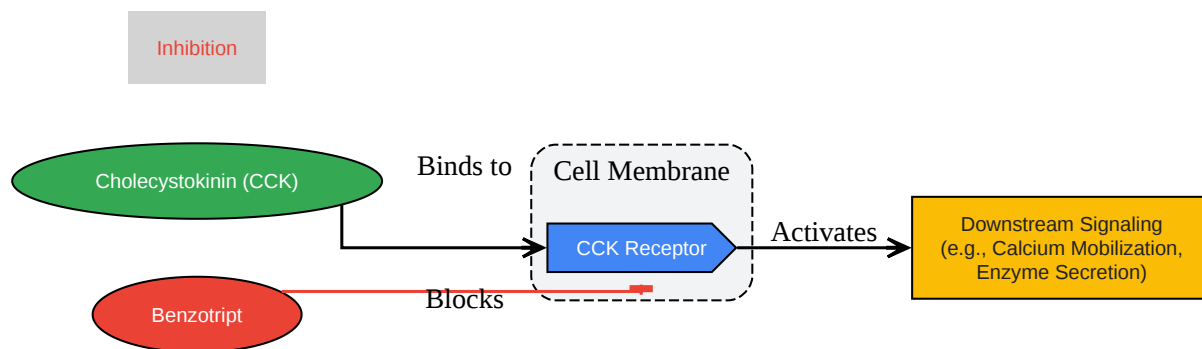 Inhibition
Cholecystokinin (CCK)
Binds to
Cell Membrane
CCK Receptor
Activates
Downstream Signaling
(e.g., Calcium Mobilization,
Enzyme Secretion)
Benzotript
Blocks